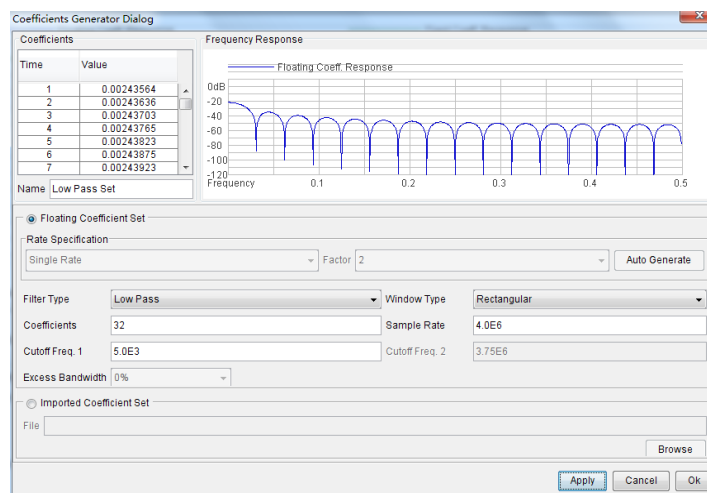 Coefficients Generator Dialog
Coefficients
Time Value
1 0.00243564
2 0.00243636
3 0.00243703
4 0.00243765
5 0.00243823
6 0.00243875
7 0.00243923
Name Low Pass Set
Frequency Response
Floating Coeff. Response
0dB
-20
-40
-60
-80
-100
-120
Frequency 0.1 0.2 0.3 0.4 0.5
Floating Coefficient Set
Rate Specification
Single Rate Factor 2 Auto Generate
Filter Type Low Pass Window Type Rectangular
Coefficients 32 Sample Rate 4.0E6
Cutoff Freq. 1 5.0E3 Cutoff Freq. 2 3.75E6
Excess Bandwidth 0%
Imported Coefficient Set
File
Browse
Apply Cancel Ok